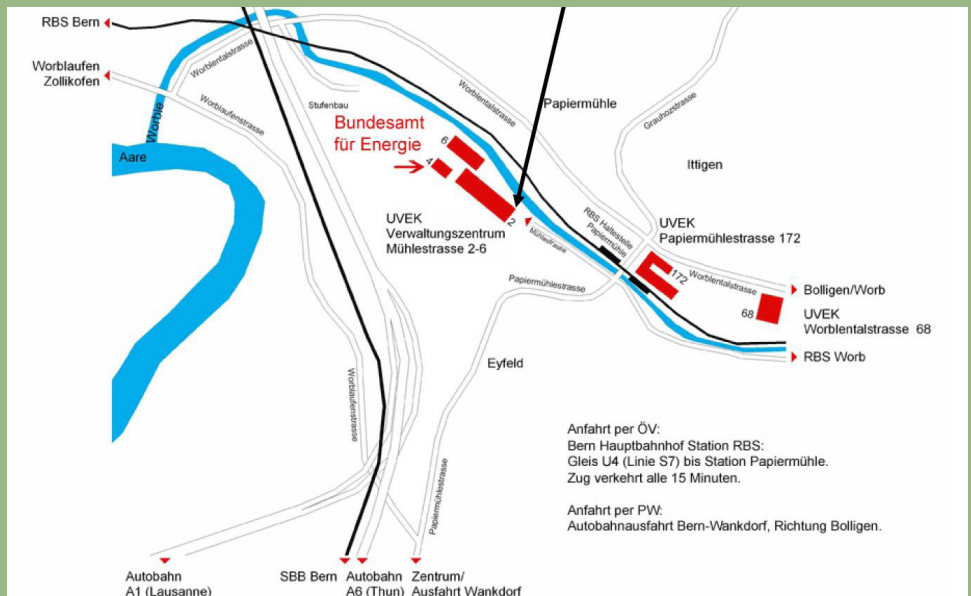 RBS Bern
Worblaufen
Zollikofen
Worble
Aare
Worblentalstrasse
Worblaufenstrasse
Stufenbau
Bundesamt
für Energie
6
4
2
UVEK
Verwaltungszentrum
Mühlestrasse 2-6
Worblentalstrasse
Papiermühle
Grauholzstrasse
Ittigen
RBS Haltestelle
Papiermühle
Mühlestrasse
UVEK
Papiermühlestrasse 172
172
Worblentalstrasse
Papiermühlestrasse
Bolligen/Worb
68
UVEK
Worblentalstrasse 68
RBS Worb
Eyfeld
Worblaufenstrasse
Papiermühlestrasse
Anfahrt per ÖV:
Bern Hauptbahnhof Station RBS:
Gleis U4 (Linie S7) bis Station Papiermühle.
Zug verkehrt alle 15 Minuten.
Anfahrt per PW:
Autobahnausfahrt Bern-Wankdorf, Richtung Bolligen.
Autobahn
A1 (Lausanne)
SBB Bern
Autobahn
A6 (Thun)
Zentrum/
Ausfahrt Wankdorf